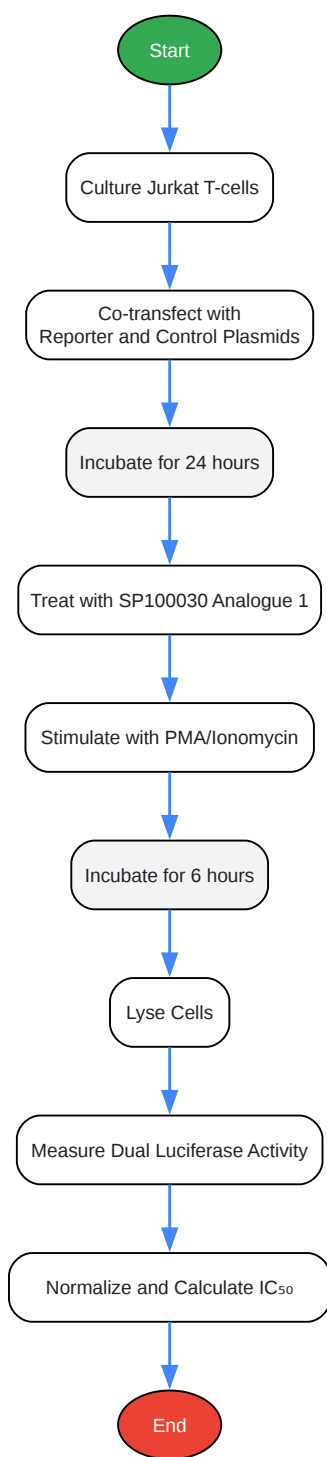 Start
Culture Jurkat T-cells
Co-transfect with
Reporter and Control Plasmids
Incubate for 24 hours
Treat with SP100030 Analogue 1
Stimulate with PMA/Ionomycin
Incubate for 6 hours
Lyse Cells
Measure Dual Luciferase Activity
Normalize and Calculate IC₅₀
End